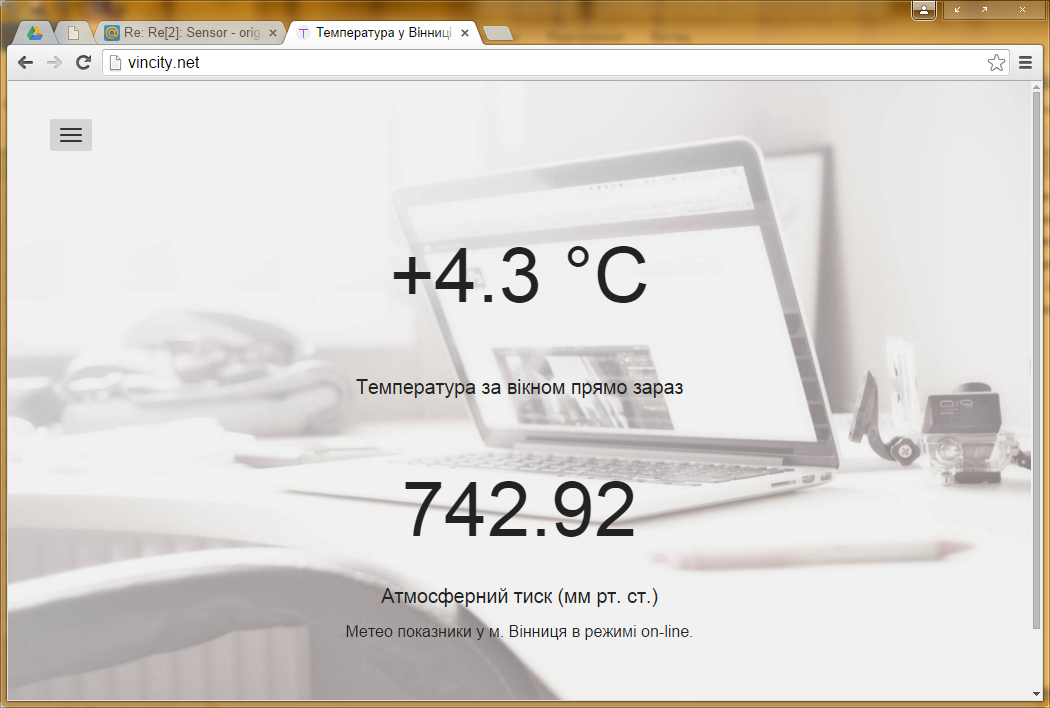 Re: Re[2]: Sensor - orig
Температура у Вінниці
vincity.net
+4.3 °C
Температура за вікном прямо зараз
742.92
Атмосферний тиск (мм рт. ст.)
Метео показники у м. Вінниця в режимі on-line.